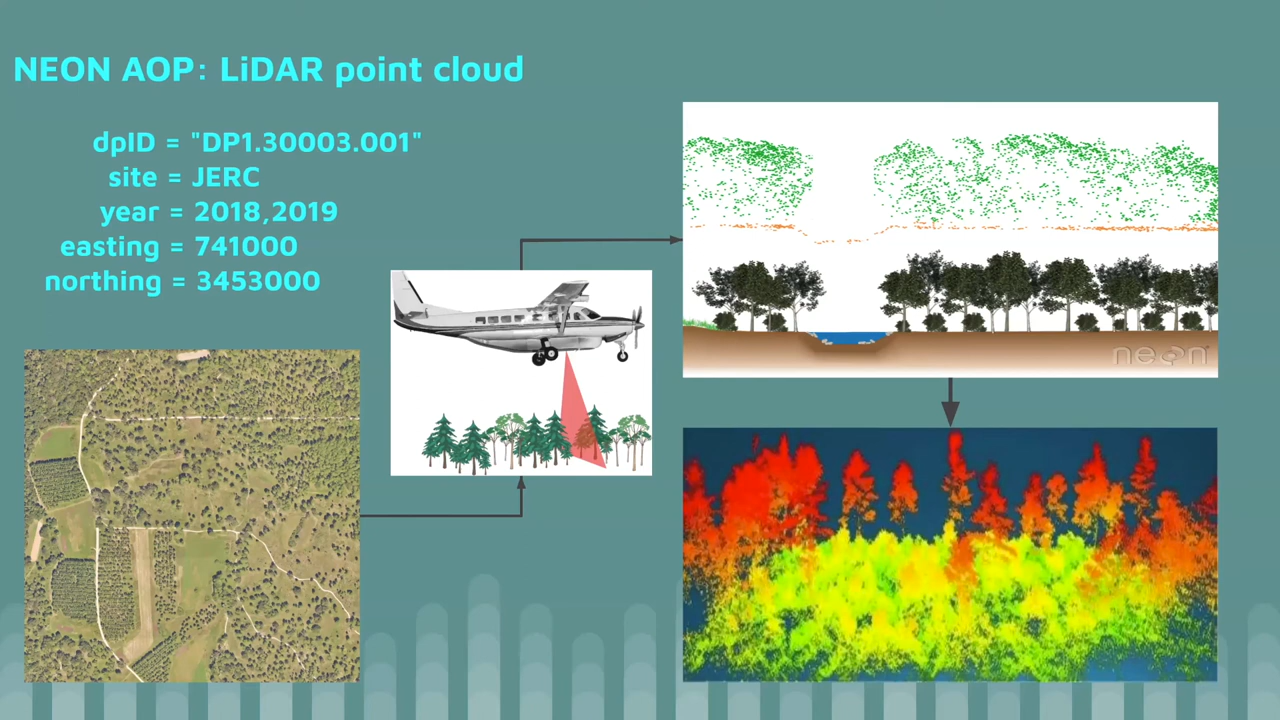 NEON AOP: LiDAR point cloud
dpID = "DP1.30003.001"
site = JERC
year = 2018,2019
easting = 741000
northing = 3453000
neon